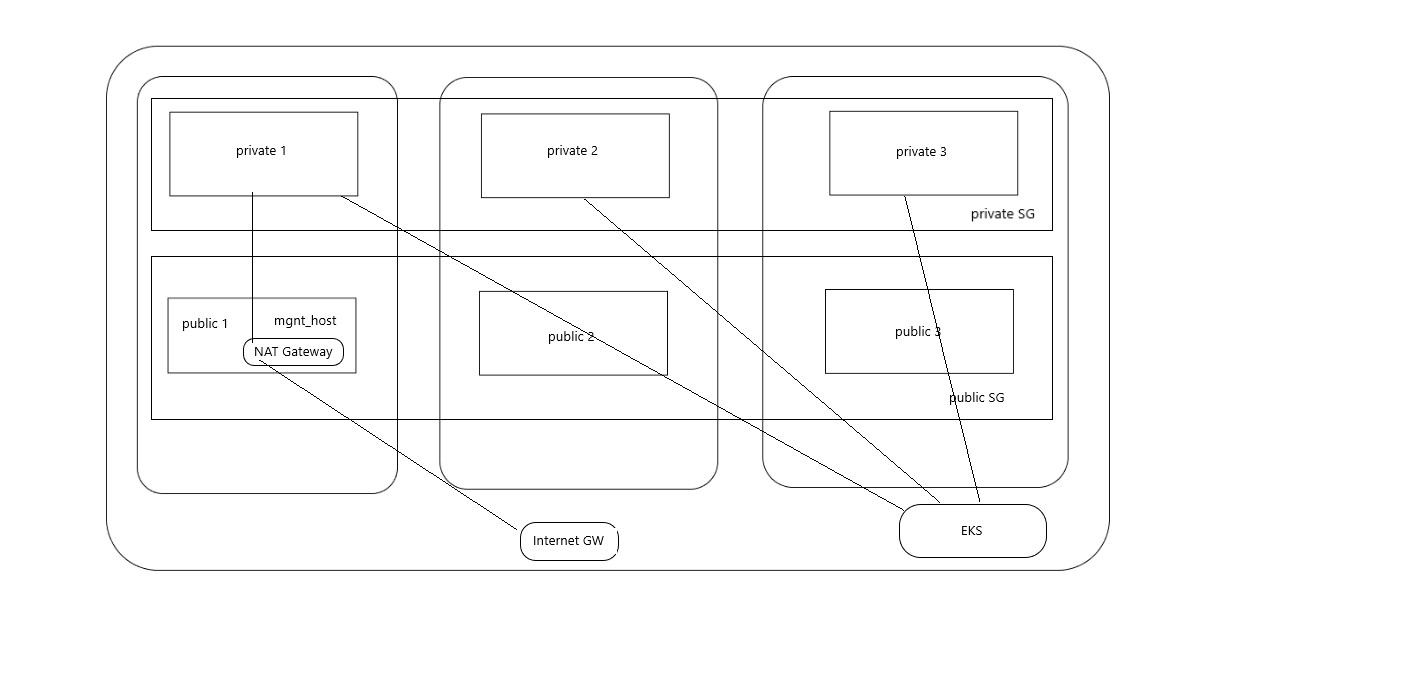 private 1
private 2
private 3
private SG
public 1
mgnt_host
NAT Gateway
public 2
public 3
public SG
Internet GW
EKS